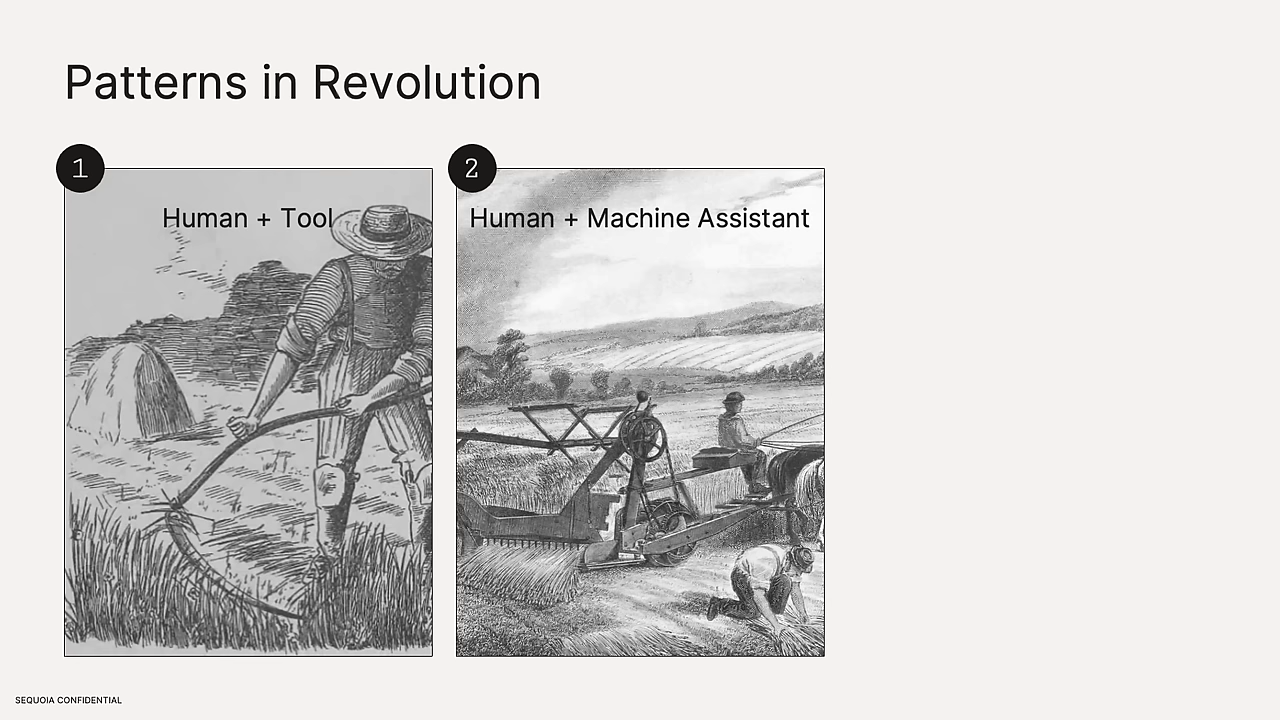 Patterns in Revolution
1
Human + Tool
2
Human + Machine Assistant
SEQUOIA CONFIDENTIAL